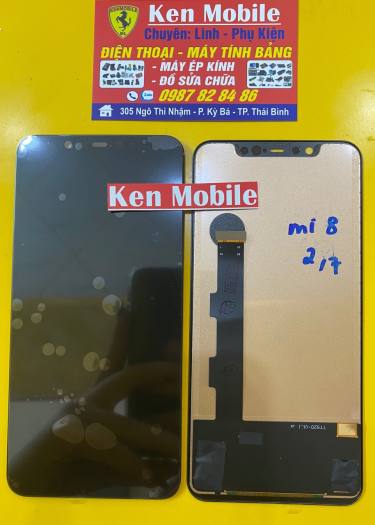 Ken Mobile
Chuyên: Linh - Phụ Kiện
ĐIỆN THOẠI - MÁY TÍNH BẢNG
- MÁY ÉP KÍNH
- ĐỒ SỬA CHỮA
0987 82 84 86
305 Ngô Thì Nhậm - P. Kỳ Bá - TP. Thái Bình
Ken Mobile
mi 8
2,7